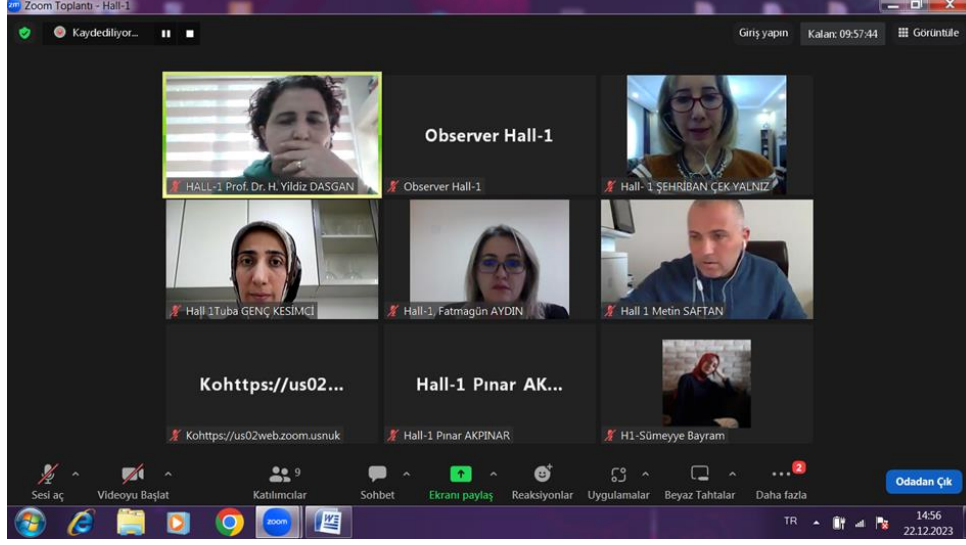 Zoom Toplantı - Hall-1
Kaydediliyor...
Giriş yapın
Kalan: 09:57:44
Görüntüle
HALL-1 Prof. Dr. H. Yildiz DASGAN
Observer Hall-1
Observer Hall-1
Hall- 1 ŞEHRİBAN ÇEK YALNIZ
Hall 1Tuba GENÇ KESİMCİ
Hall-1, Fatmagün AYDIN
Hall 1 Metin SAFTAN
Kohttps://us02...
Kohttps://us02web.zoom.usnuk
Hall-1 Pınar AK...
Hall-1 Pınar AKPINAR
H1-Sümeyye Bayram
Sesi aç
Videoyu Başlat
9
Katılımcılar
Sohbet
Ekranı paylaş
Reaksiyonlar
Uygulamalar
Beyaz Tahtalar
2
Daha fazla
Odadan Çık
zoom
TR
14:56
22.12.2023